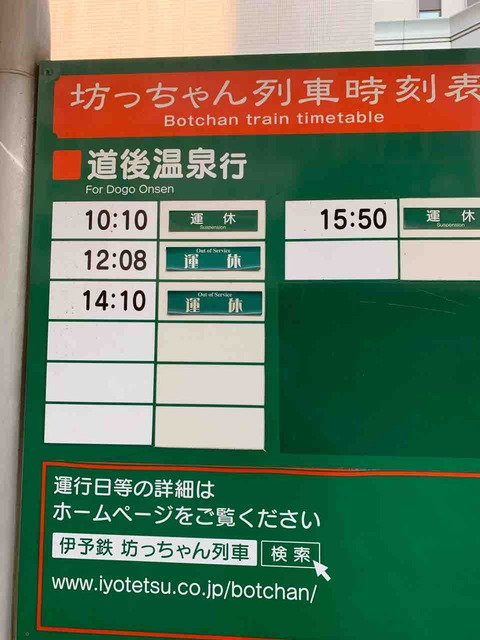 坊っちゃん列車時刻表
Botchan train timetable
道後温泉行
For Dogo Onsen
10:10 運休 Suspension 15:50 運休 Suspension
12:08 Out of Service 運休
14:10 Out of Service 運休
運行日等の詳細は
ホームページをご覧ください
伊予鉄 坊っちゃん列車 検索
www.iyotetsu.co.jp/botchan/